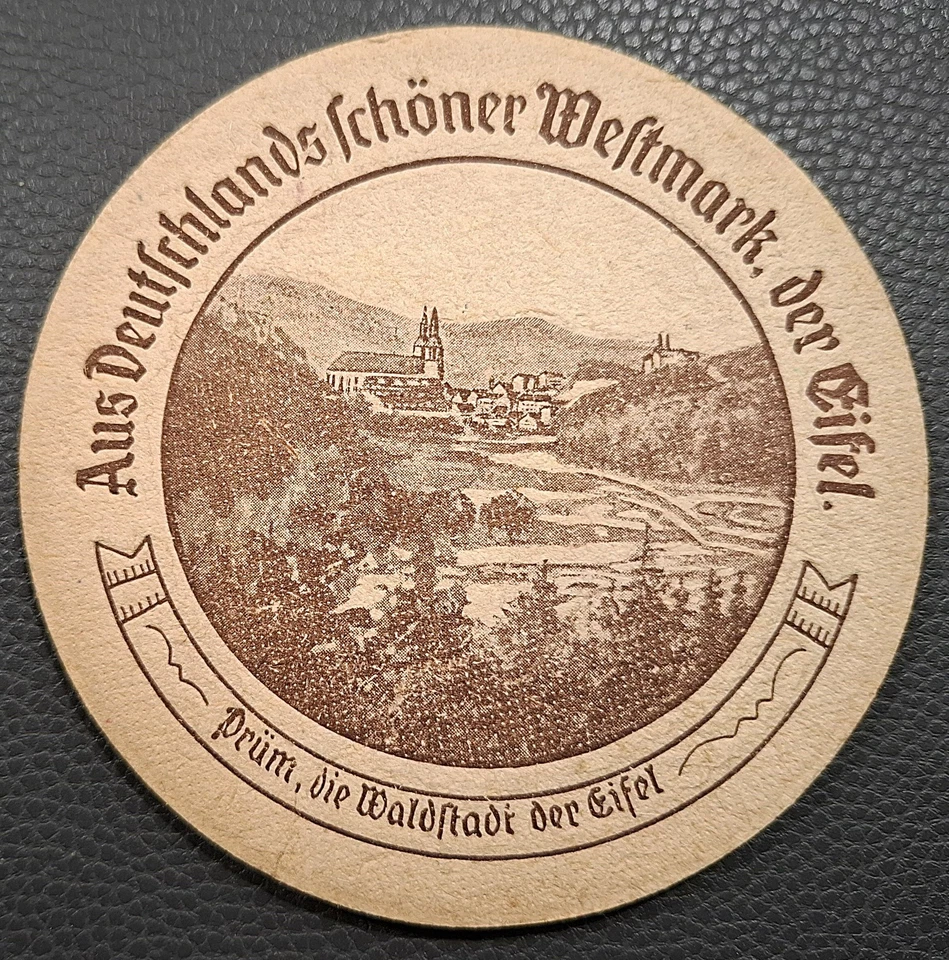 Aus Deutſchlands ſchöner Weſtmark, der Eifel.
Prüm, die Waldſtadt der Eifel